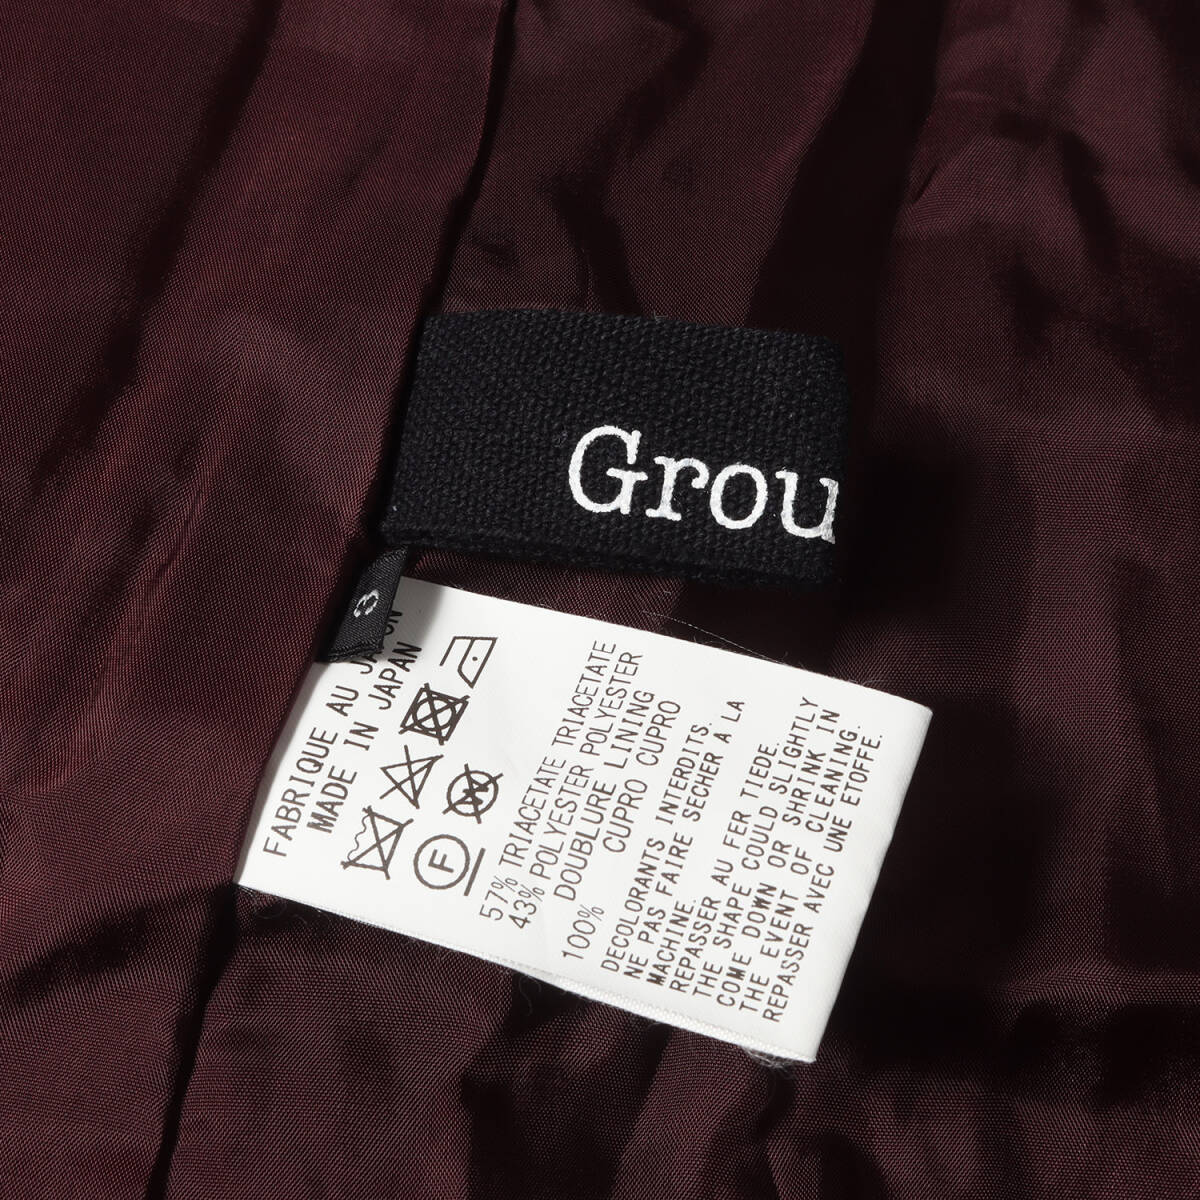 Grou
3
FABRIQUE AU JAPON
MADE IN JAPAN
F
57% TRIACETATE TRIACETATE
43% POLYESTER POLYESTER
DOUBLURE LINING
100% CUPRO CUPRO
DECOLORANTS INTERDITS.
NE PAS FAIRE SECHER A LA
MACHINE.
REPASSER AU FER TIEDE.
THE SHAPE COULD SLIGHTLY
COME DOWN OR SHRINK IN
THE EVENT OF CLEANING.
REPASSER AVEC UNE ETOFFE.